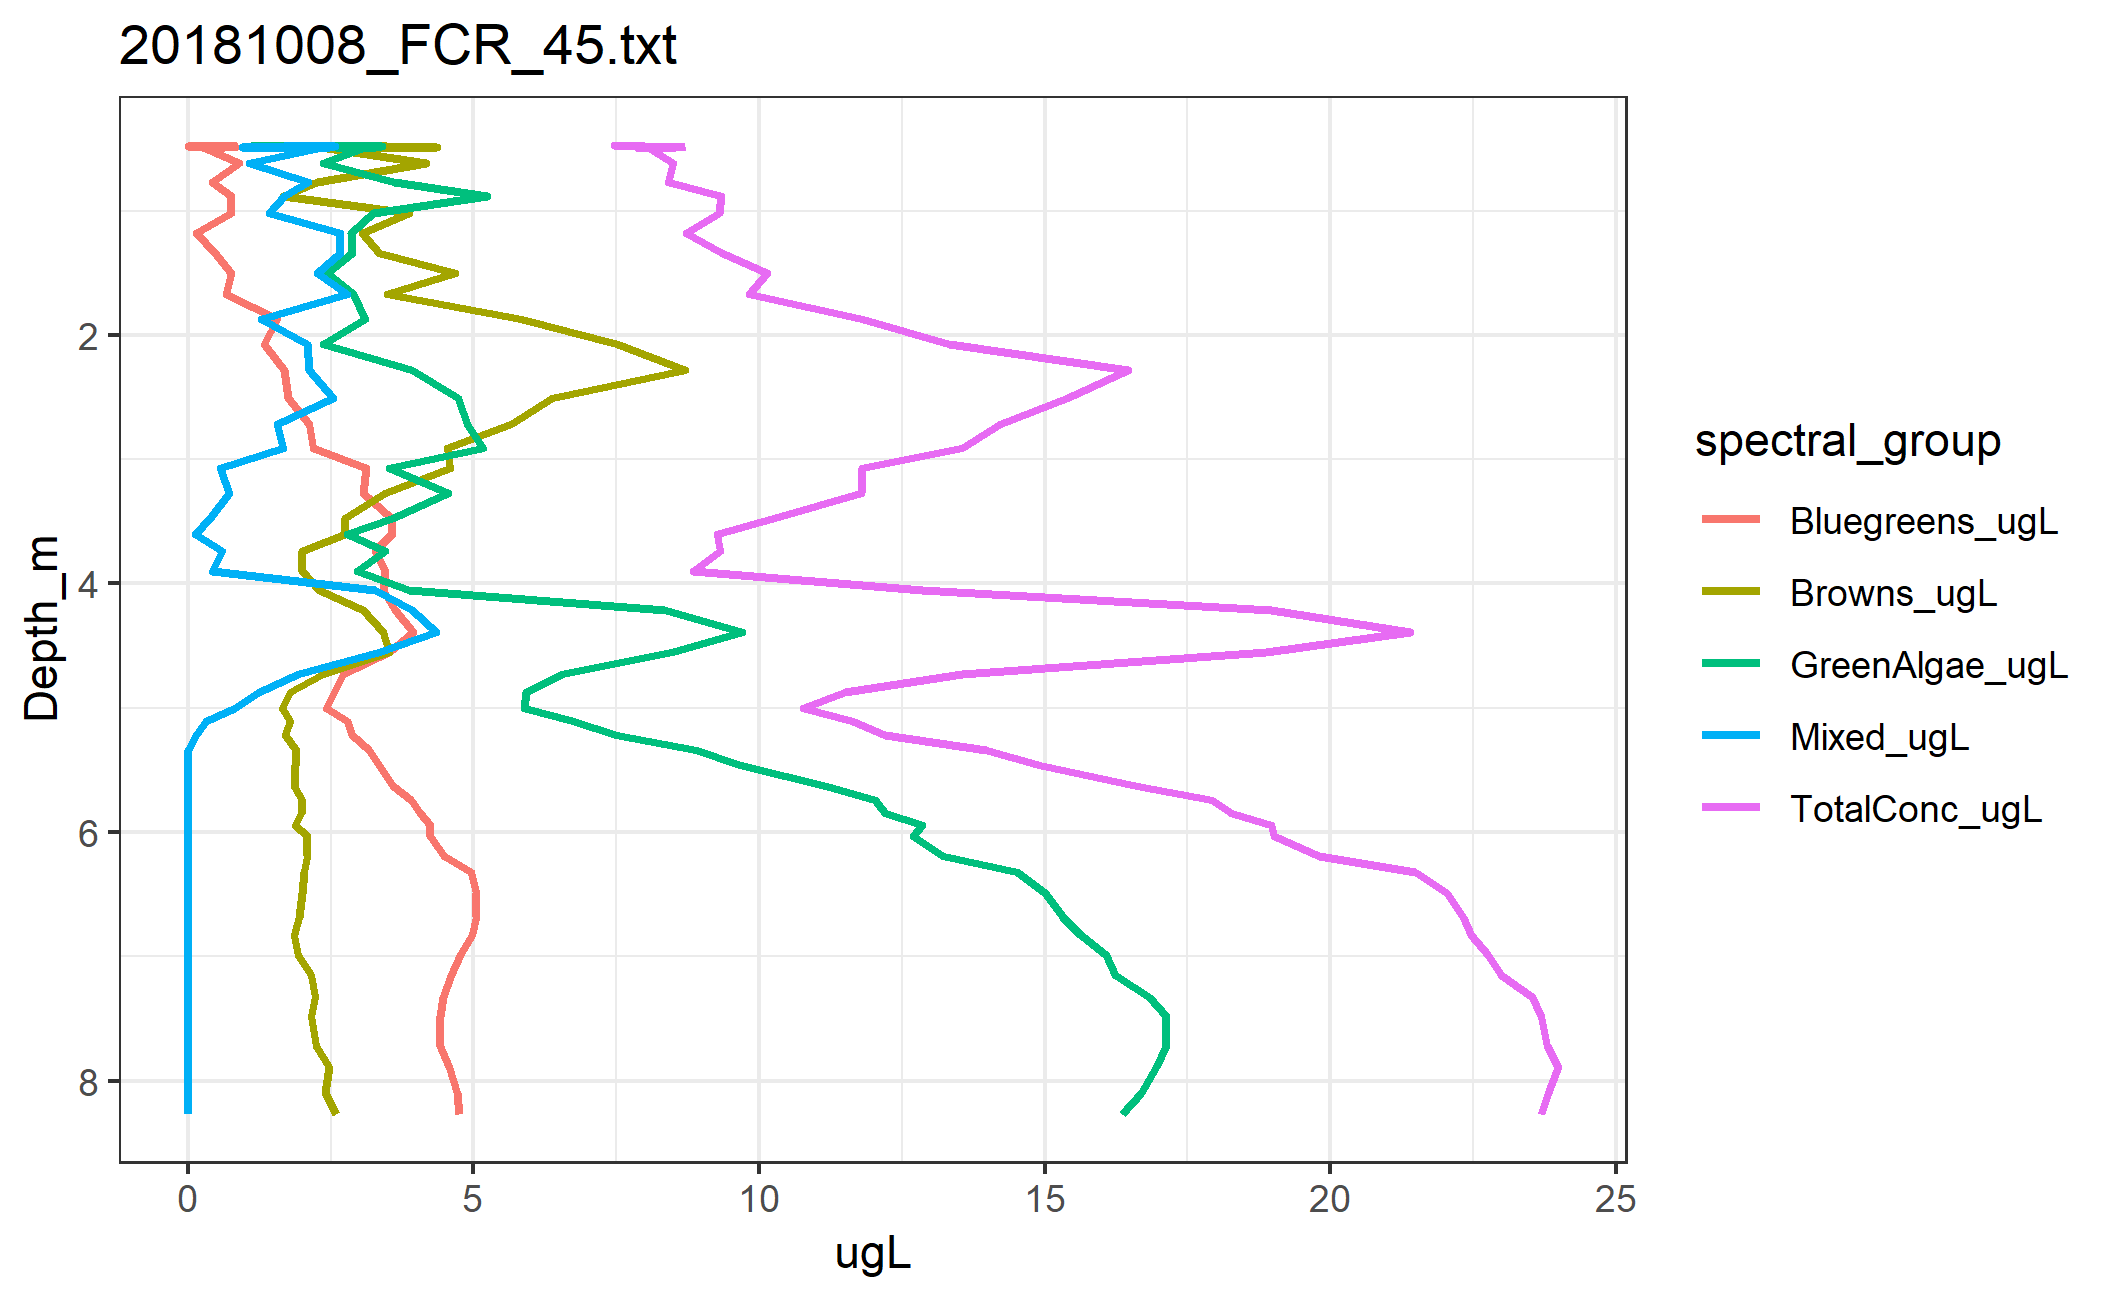 20181008_FCR_45.txt
Depth_m
2
4
6
8
0 5 10 15 20 25
ugL
spectral_group
Bluegreens_ugL
Browns_ugL
GreenAlgae_ugL
Mixed_ugL
TotalConc_ugL